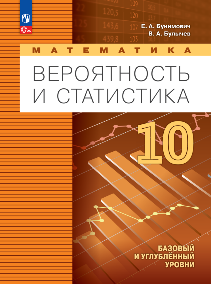 Е. А. Бунимович
В. А. Булычев
МАТЕМАТИКА
ВЕРОЯТНОСТЬ
И СТАТИСТИКА
10
БАЗОВЫЙ
И УГЛУБЛЁННЫЙ
УРОВНИ